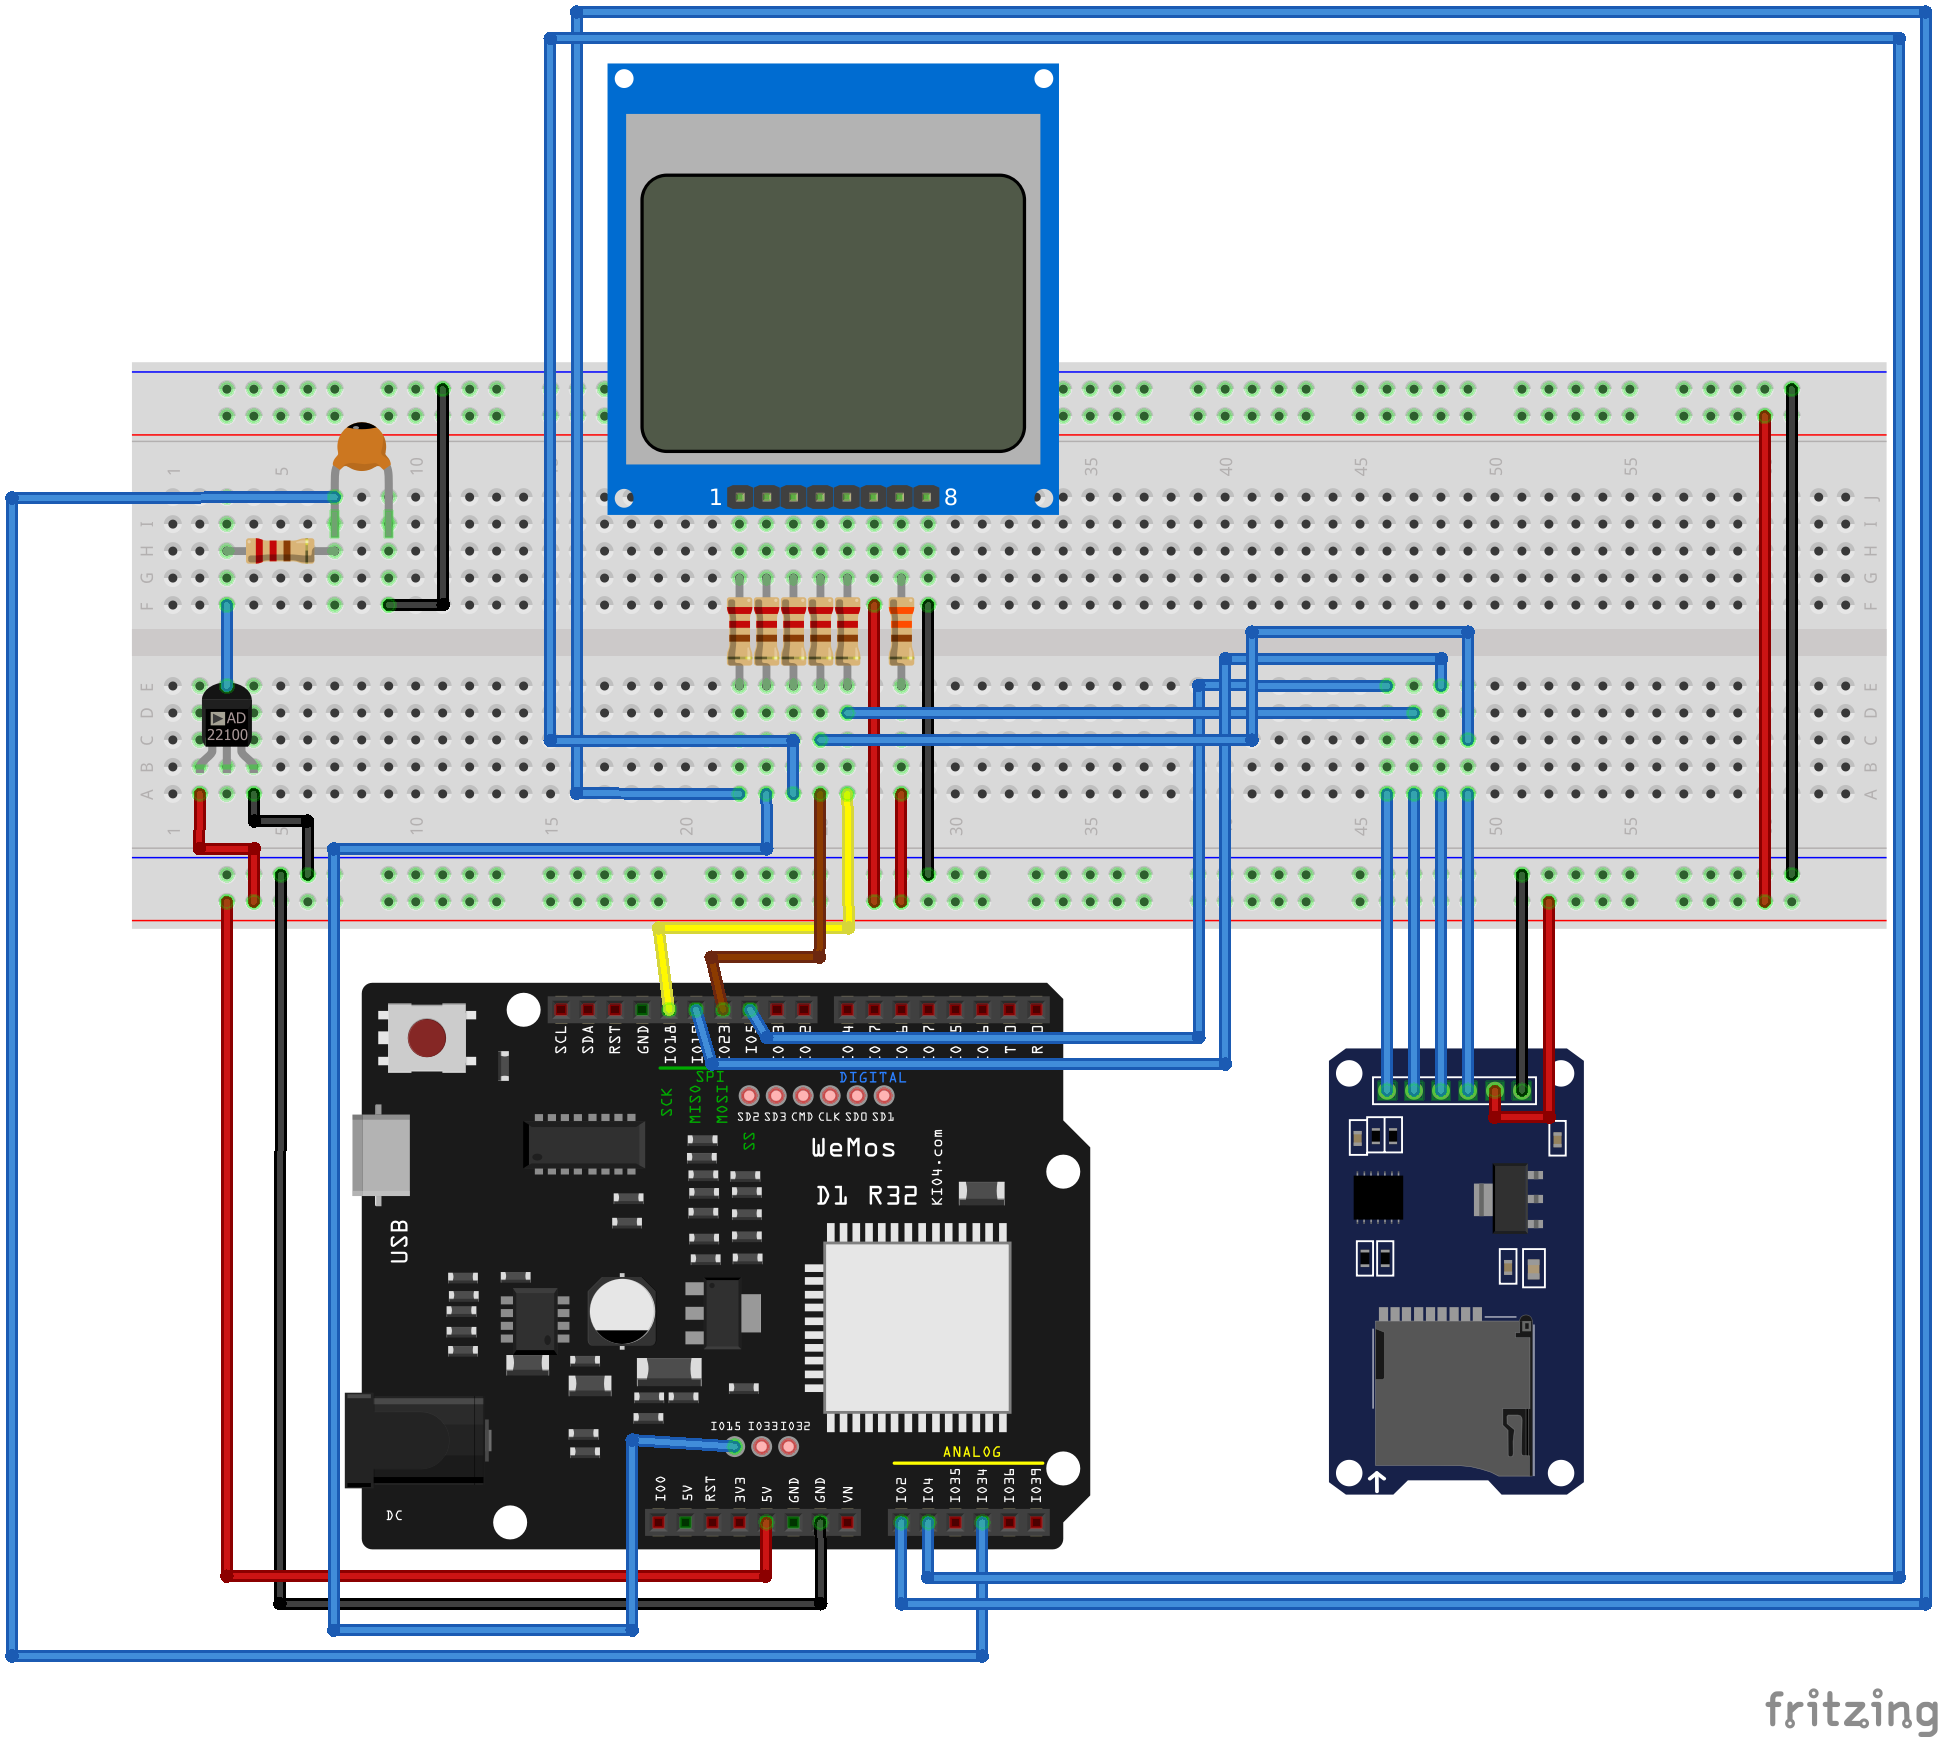 1 8
1 5 10 35 40 45 50 55
J
I
H
G
F
E
D
C
B
A
AD
22100
1 5 10 15 20 30 35 45 50 55
SCL SDA RST GND IO18 IO23 IO5
SPI
DIGITAL
SCK MISO MOSI SS
SD2 SD3 CMD CLK SD0 SD1
WeMos
D1 R32
KIO4.com
USB
IO15 IO33 IO32
ANALOG
DC
IO0 5V RST 3V3 5V GND GND VN
IO2 IO4 IO35 IO34 IO36 IO39
fritzing